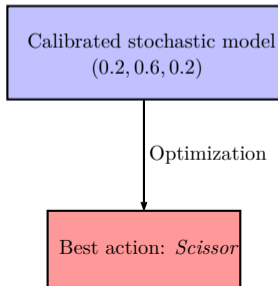 Calibrated stochastic model
(0.2, 0.6, 0.2)
Optimization
Best action: Scissor